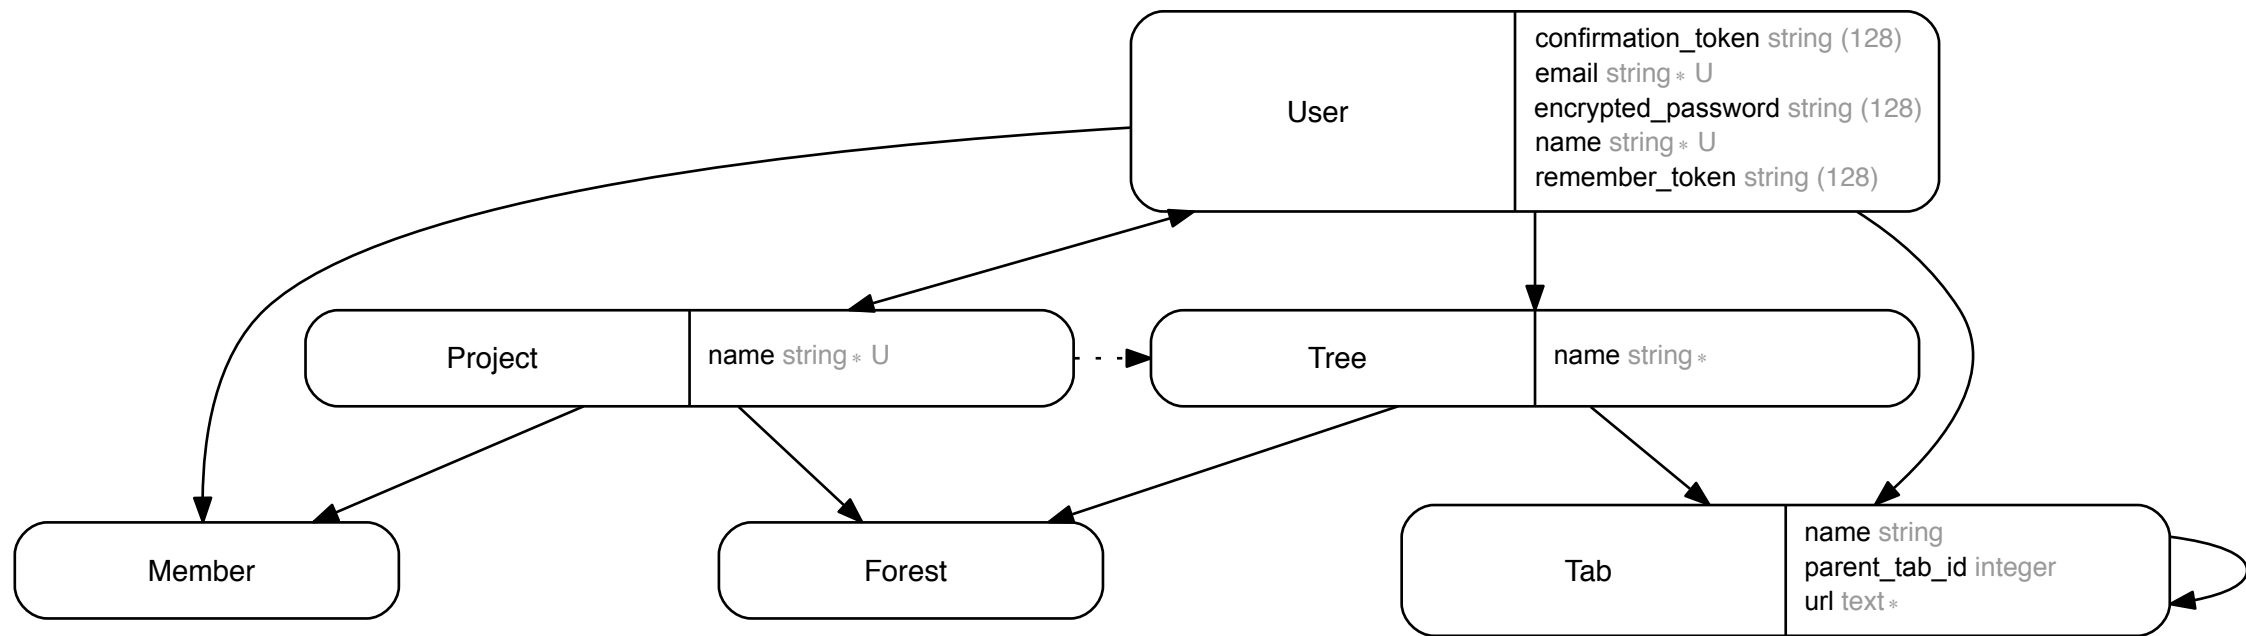 User
confirmation_token string (128)
email string∗ U
encrypted_password string (128)
name string∗ U
remember_token string (128)
Project
name string∗ U
Tree
name string∗
Member
Forest
Tab
name string
parent_tab_id integer
url text∗